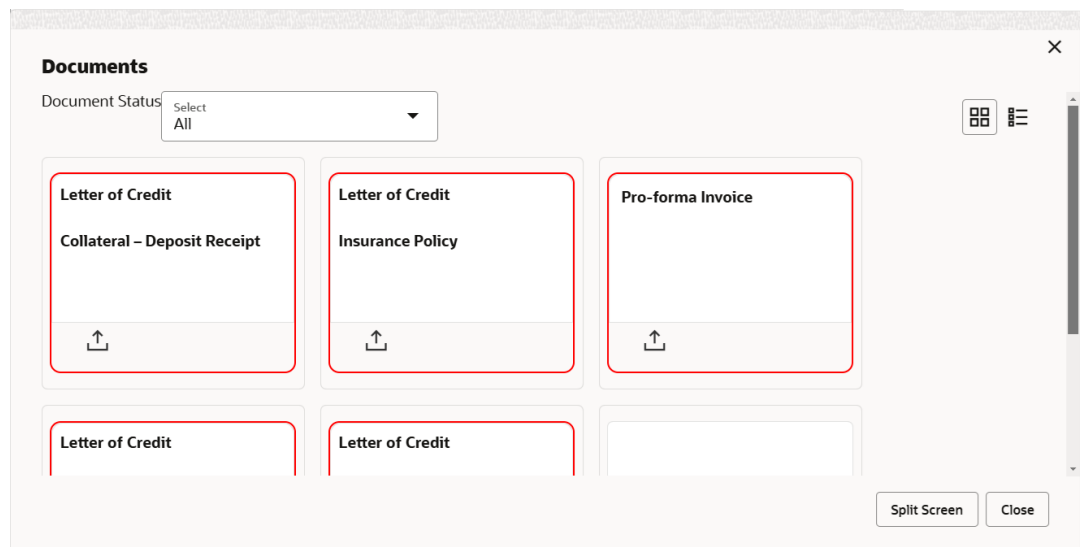 Documents
Document Status
Select
All
Letter of Credit
Collateral – Deposit Receipt
Letter of Credit
Insurance Policy
Pro-forma Invoice
Letter of Credit
Letter of Credit
Split Screen
Close